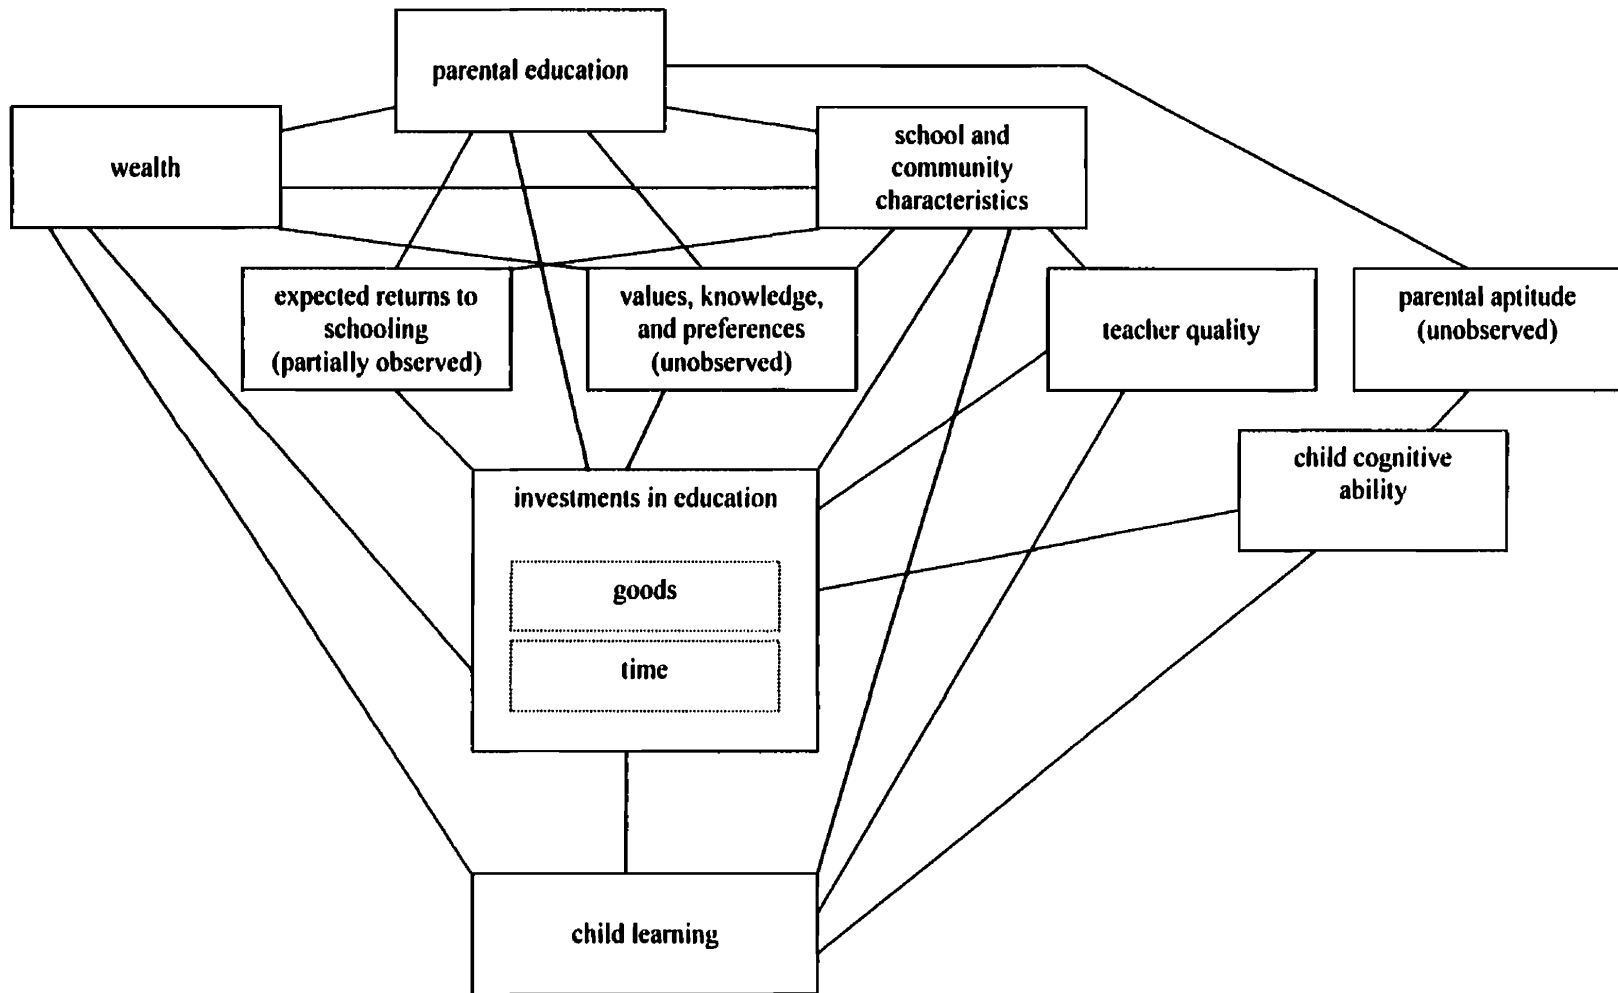 parental education
wealth
school and
community
characteristics
expected returns to
schooling
(partially observed)
values, knowledge,
and preferences
(unobserved)
teacher quality
parental aptitude
(unobserved)
child cognitive
ability
investments in education
goods
time
child learning